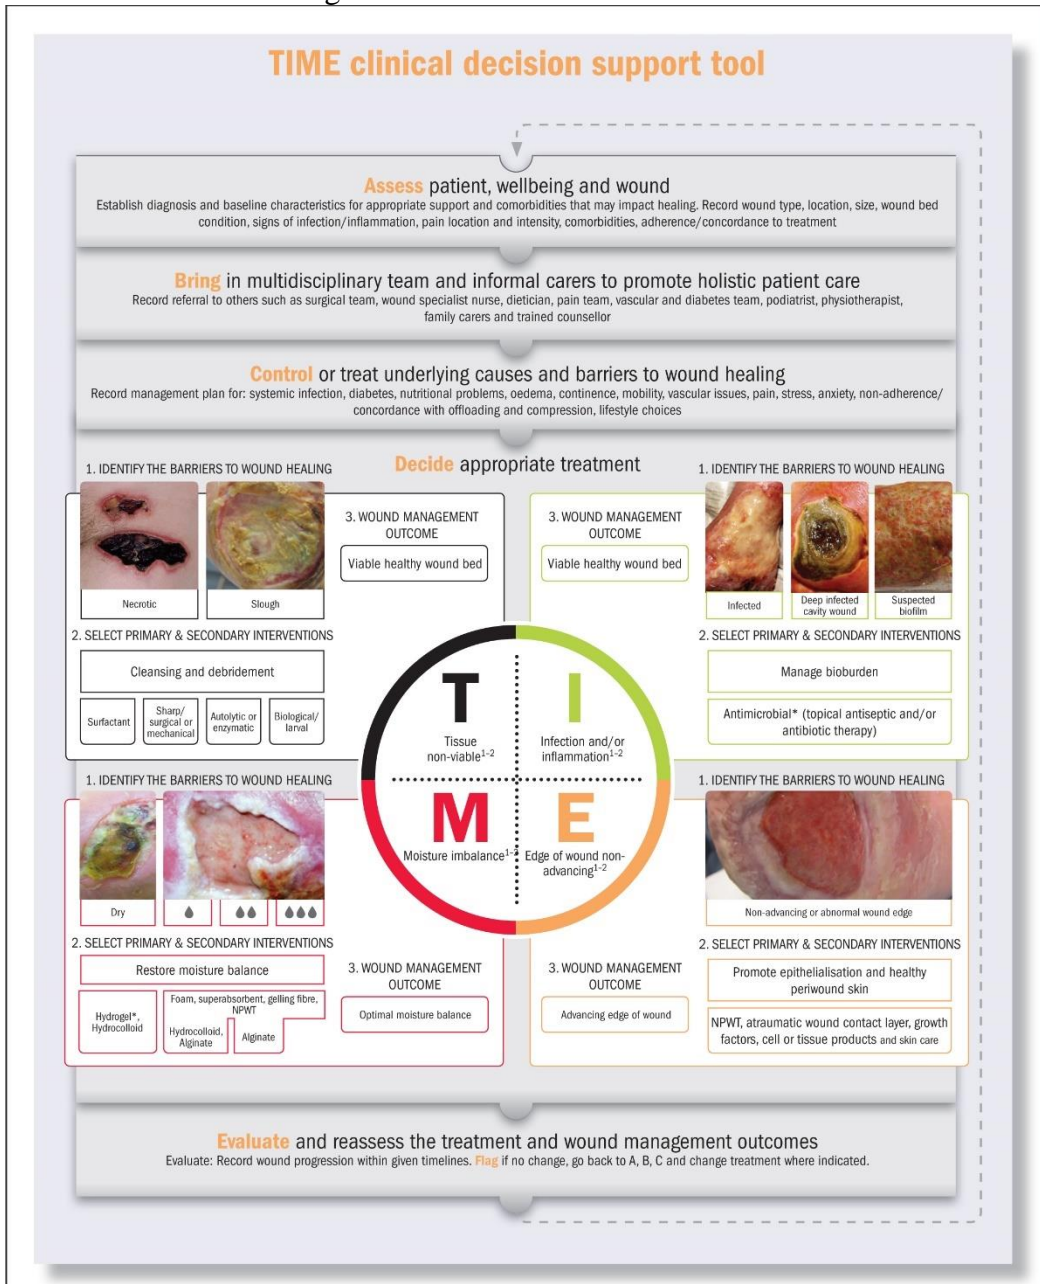 TIME clinical decision support tool
Assess patient, wellbeing and wound
Establish diagnosis and baseline characteristics for appropriate support and comorbidities that may impact healing. Record wound type, location, size, wound bed
condition, signs of infection/inflammation, pain location and intensity, comorbidities, adherence/concordance to treatment
Bring in multidisciplinary team and informal carers to promote holistic patient care
Record referral to others such as surgical team, wound specialist nurse, dietician, pain team, vascular and diabetes team, podiatrist, physiotherapist,
family carers and trained counsellor
Control or treat underlying causes and barriers to wound healing
Record management plan for: systemic infection, diabetes, nutritional problems, oedema, continence, mobility, vascular issues, pain, stress, anxiety, non-adherence/
concordance with offloading and compression, lifestyle choices
Decide appropriate treatment
1. IDENTIFY THE BARRIERS TO WOUND HEALING
Necrotic
Slough
2. SELECT PRIMARY & SECONDARY INTERVENTIONS
Cleansing and debridement
Surfactant
Sharp/
surgical or
mechanical
Autolytic or
enzymatic
Biological/
larval
3. WOUND MANAGEMENT
OUTCOME
Viable healthy wound bed
T
Tissue
non-viable1-2
1. IDENTIFY THE BARRIERS TO WOUND HEALING
Infected
Deep infected
cavity wound
Suspected
biofilm
2. SELECT PRIMARY & SECONDARY INTERVENTIONS
Manage bioburden
Antimicrobial* (topical antiseptic and/or
antibiotic therapy)
3. WOUND MANAGEMENT
OUTCOME
Viable healthy wound bed
I
Infection and/or
inflammation1-2
1. IDENTIFY THE BARRIERS TO WOUND HEALING
Dry
2. SELECT PRIMARY & SECONDARY INTERVENTIONS
Restore moisture balance
Hydrogel*,
Hydrocolloid
Foam, superabsorbent, gelling fibre,
NPWT
Hydrocolloid,
Alginate
Alginate
3. WOUND MANAGEMENT
OUTCOME
Optimal moisture balance
M
Moisture imbalance1-2
1. IDENTIFY THE BARRIERS TO WOUND HEALING
Non-advancing or abnormal wound edge
2. SELECT PRIMARY & SECONDARY INTERVENTIONS
Promote epithelialisation and healthy
periwound skin
NPWT, atraumatic wound contact layer, growth
factors, cell or tissue products and skin care
3. WOUND MANAGEMENT
OUTCOME
Advancing edge of wound
E
Edge of wound non-
advancing1-2
Evaluate and reassess the treatment and wound management outcomes
Evaluate: Record wound progression within given timelines. Flag if no change, go back to A, B, C and change treatment where indicated.